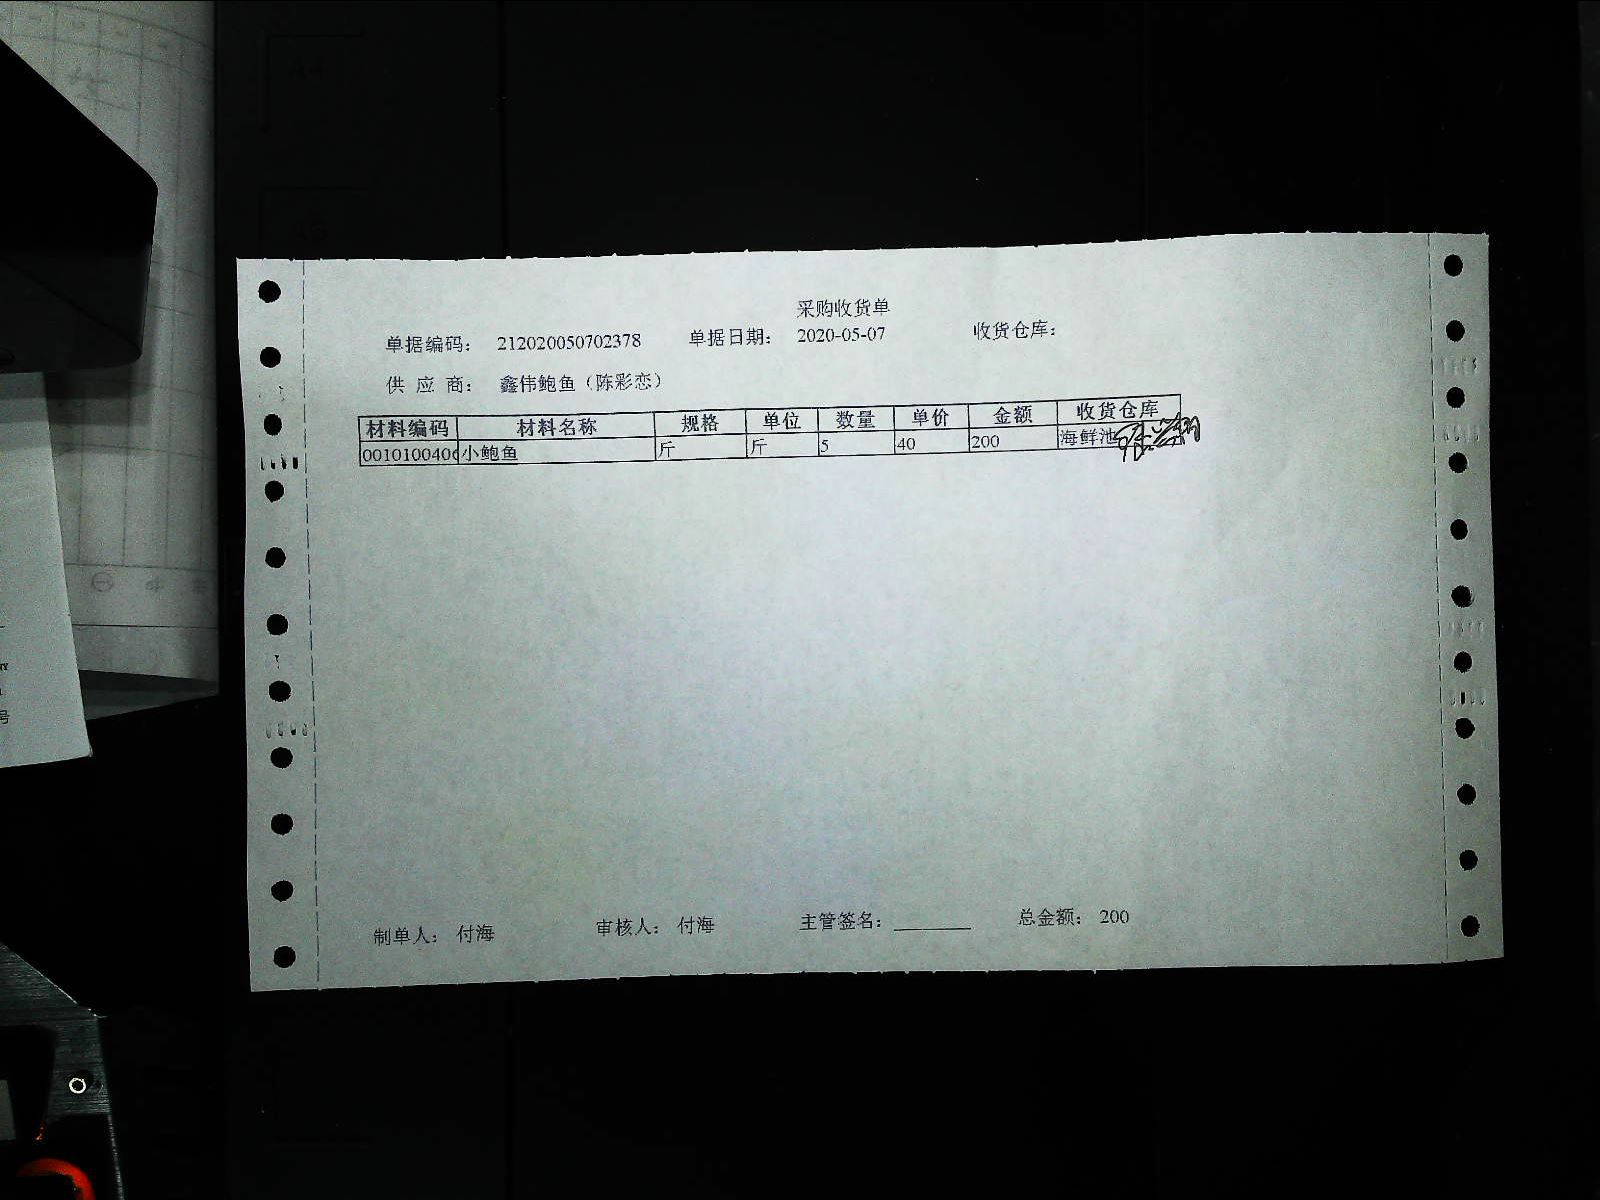 采购收货单
单据编码： 212020050702378 单据日期： 2020-05-07 收货仓库：
供 应 商： 鑫伟鲍鱼（陈彩恋）
材料编码 材料名称 规格 单位 数量 单价 金额 收货仓库
001010040 小鲍鱼 斤 斤 5 40 200 海鲜池
制单人： 付海 审核人： 付海 主管签名： 总金额： 200
号